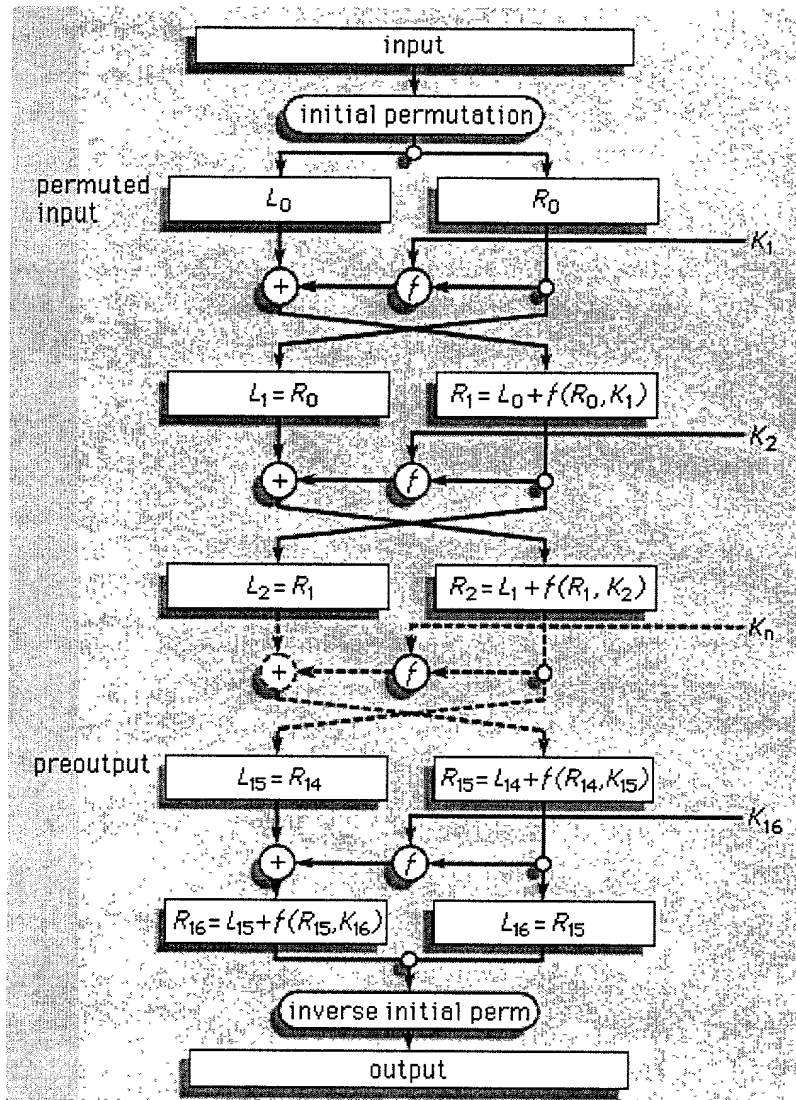 input
initial permutation
permuted
input
L₀
R₀
K₁
+
f
L₁ = R₀
R₁ = L₀ + f(R₀, K₁)
K₂
+
f
L₂ = R₁
R₂ = L₁ + f(R₁, K₂)
Kₙ
+
f
preoutput
L₁₅ = R₁₄
R₁₅ = L₁₄ + f(R₁₄, K₁₅)
K₁₆
+
f
R₁₆ = L₁₅ + f(R₁₅, K₁₆)
L₁₆ = R₁₅
inverse initial perm
output